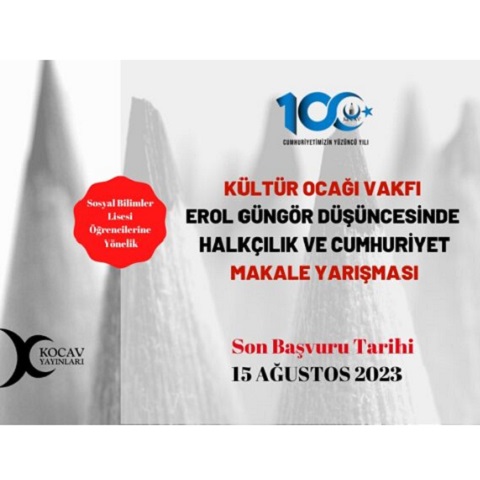 100
CUMHURİYETİMİZİN YÜZÜNCÜ YILI
KÜLTÜR OCAĞI VAKFI
EROL GÜNGÖR DÜŞÜNCESİNDE
HALKÇILIK VE CUMHURİYET
MAKALE YARIŞMASI
Sosyal Bilimler
Lisesi
Öğrencilerine
Yönelik
KOCAV
YAYINLARI
Son Başvuru Tarihi
15 AĞUSTOS 2023